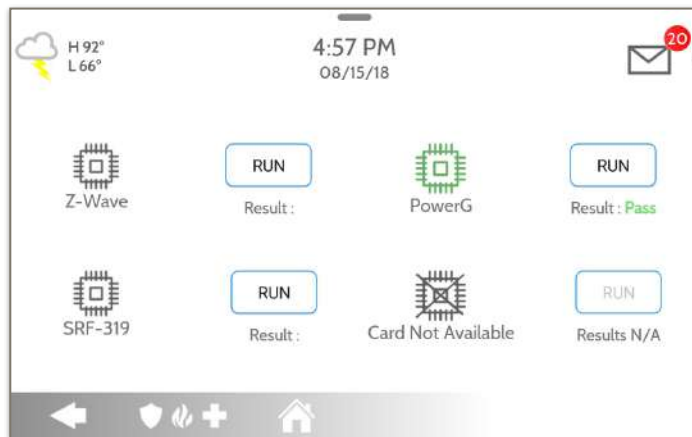 H 92°
L 66°
4:57 PM
08/15/18
20
RUN
RUN
Z-Wave
Result :
PowerG
Result : Pass
RUN
RUN
SRF-319
Result :
Card Not Available
Results N/A